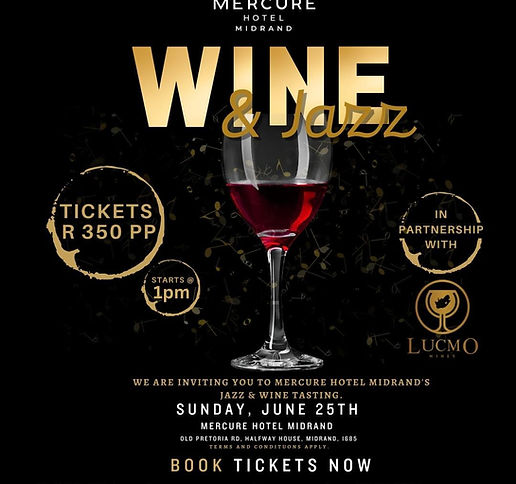 MERCURE
HOTEL
MIDRAND
WINE
& Jazz
TICKETS
R 350 PP
STARTS @
1pm
IN
PARTNERSHIP
WITH
LUCMO
WINES
WE ARE INVITING YOU TO MERCURE HOTEL MIDRAND'S
JAZZ & WINE TASTING.
SUNDAY, JUNE 25TH
MERCURE HOTEL MIDRAND
OLD PRETORIA RD, HALFWAY HOUSE, MIDRAND, 1685
TERMS AND CONDITUONS APPLY.
BOOK TICKETS NOW